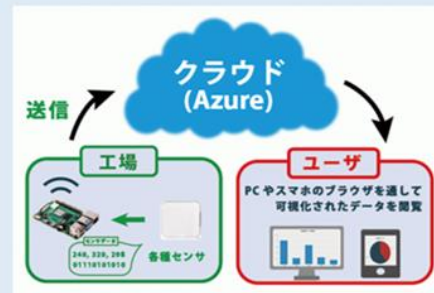 クラウド
(Azure)
送信
工場
センサデータ
240, 320, 298
01110101010
各種センサ
ユーザ
PCやスマホのブラウザを通して
可視化されたデータを閲覧